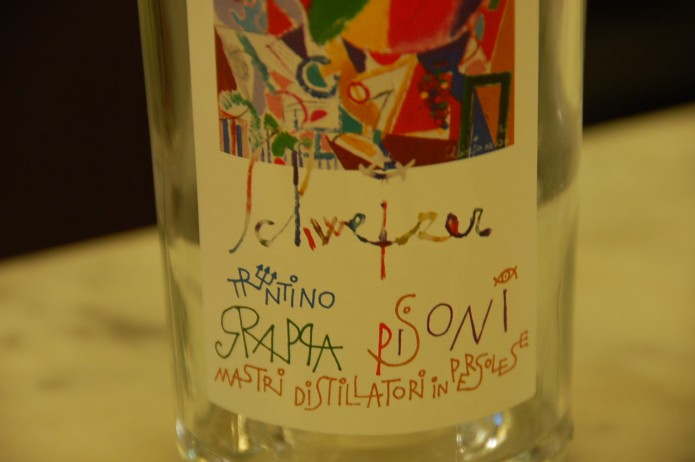 Schweizer
TRENTINO
GRAPPA PISONI
MASTRI DISTILLATORI IN PERGOLESE